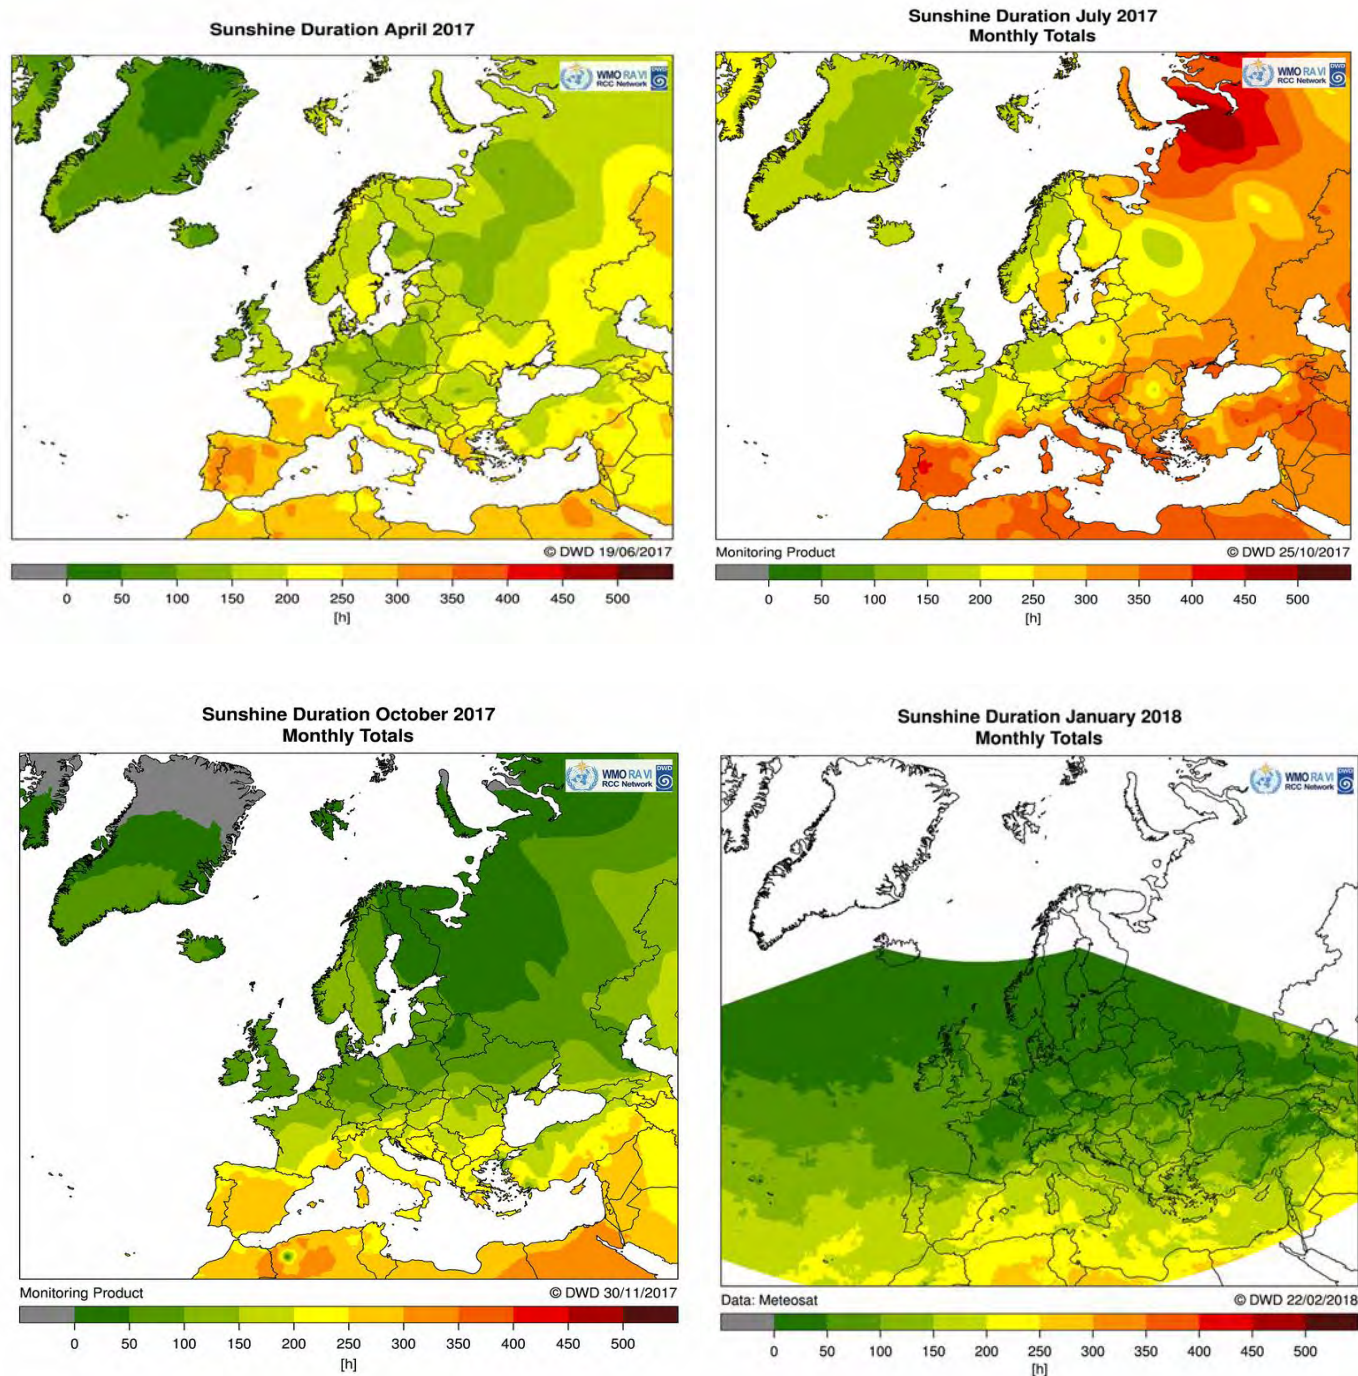 Sunshine Duration April 2017
WMO RA VI
RCC Network
DWD
© DWD 19/06/2017
0 50 100 150 200 250 300 350 400 450 500
[h]
Sunshine Duration July 2017
Monthly Totals
WMO RA VI
RCC Network
DWD
Monitoring Product
© DWD 25/10/2017
0 50 100 150 200 250 300 350 400 450 500
[h]
Sunshine Duration October 2017
Monthly Totals
WMO RA VI
RCC Network
DWD
Monitoring Product
© DWD 30/11/2017
0 50 100 150 200 250 300 350 400 450 500
[h]
Sunshine Duration January 2018
Monthly Totals
WMO RA VI
RCC Network
DWD
Data: Meteosat
© DWD 22/02/2018
0 50 100 150 200 250 300 350 400 450 500
[h]